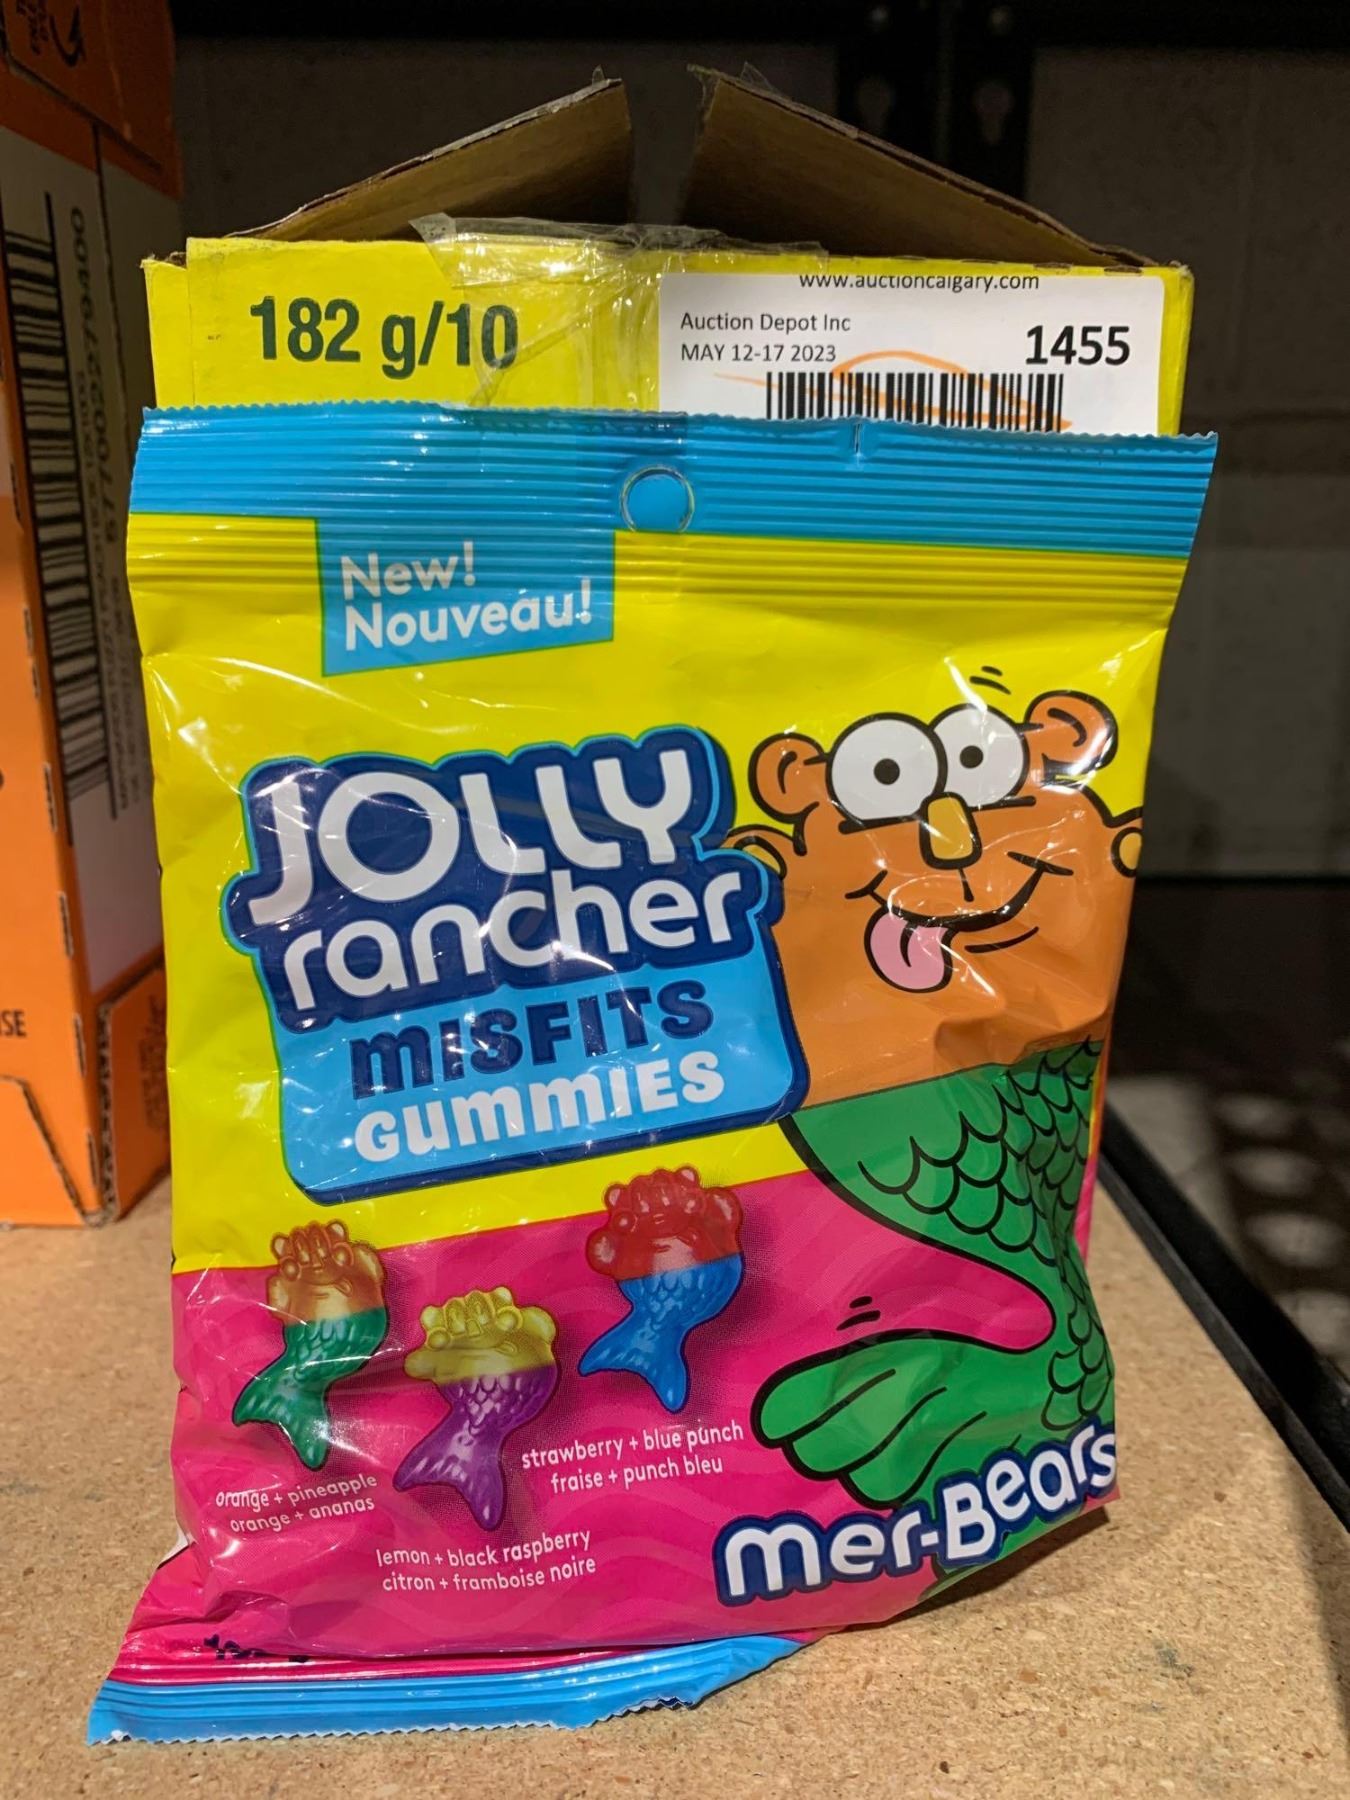 182 g/10
www.auctioncalgary.com
Auction Depot Inc
MAY 12-17 2023
1455
New!
Nouveau!
JOLLY
rancher
MISFITS
GUMMIES
orange + pineapple
orange + ananas
strawberry + blue punch
fraise + punch bleu
lemon + black raspberry
citron + framboise noire
mer-Bears